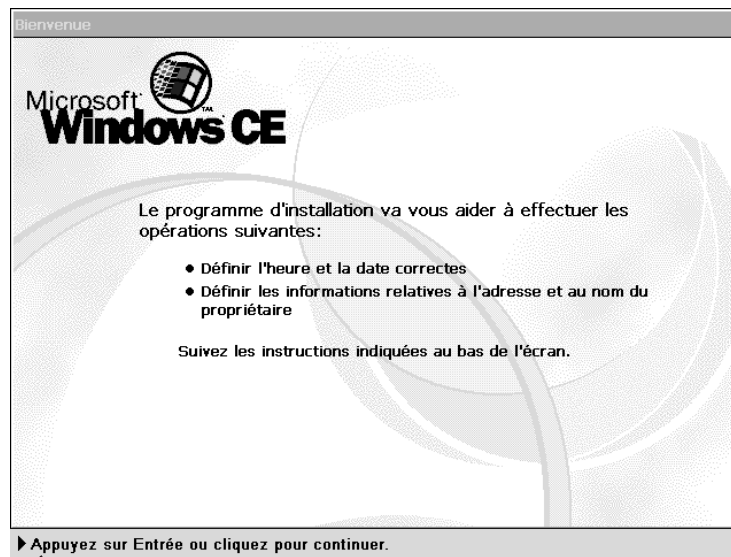 Bienvenue
Microsoft
Windows CE
Le programme d'installation va vous aider à effectuer les
opérations suivantes:
• Définir l'heure et la date correctes
• Définir les informations relatives à l'adresse et au nom du
propriétaire
Suivez les instructions indiquées au bas de l'écran.
Appuyez sur Entrée ou cliquez pour continuer.